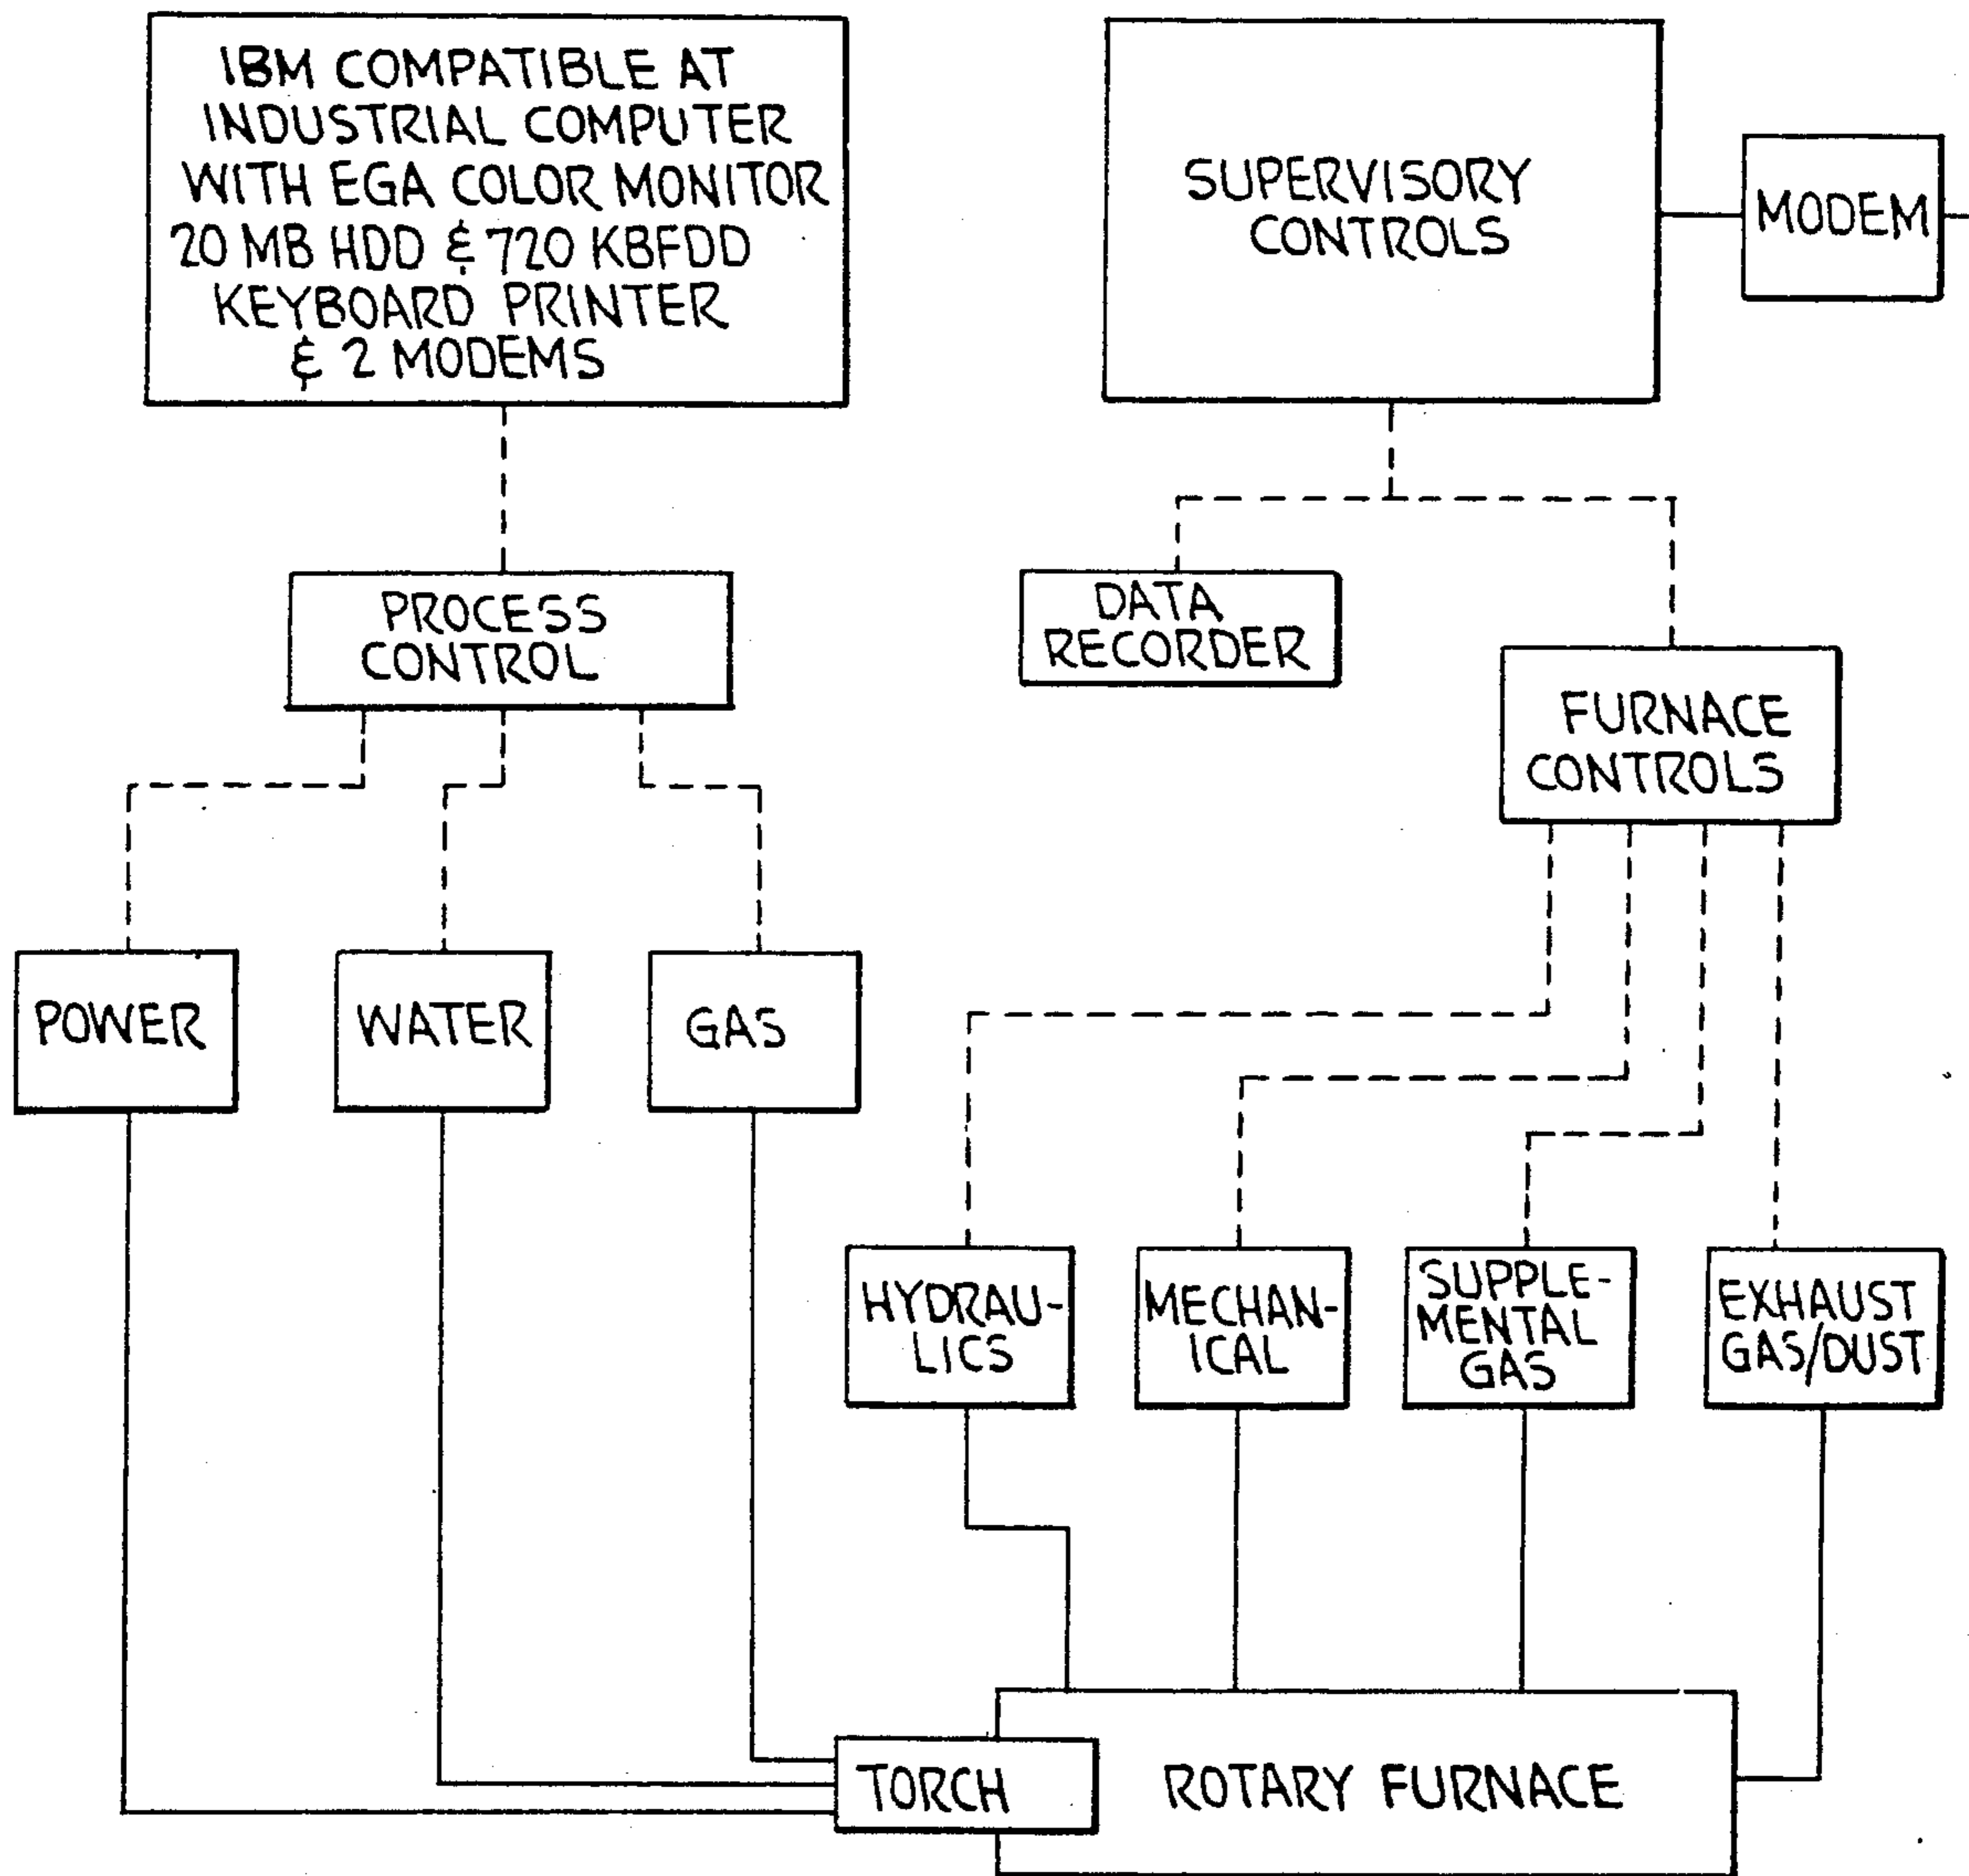 IBM COMPATIBLE AT
INDUSTRIAL COMPUTER
WITH EGA COLOR MONITOR
20 MB HDD & 720 KBFDD
KEYBOARD PRINTER
& 2 MODEMS
SUPERVISORY
CONTROLS
MODEM
PROCESS
CONTROL
DATA
RECORDER
FURNACE
CONTROLS
POWER
WATER
GAS
HYDRAU-
LICS
MECHAN-
ICAL
SUPPLE-
MENTAL
GAS
EXHAUST
GAS/DUST
TORCH
ROTARY FURNACE